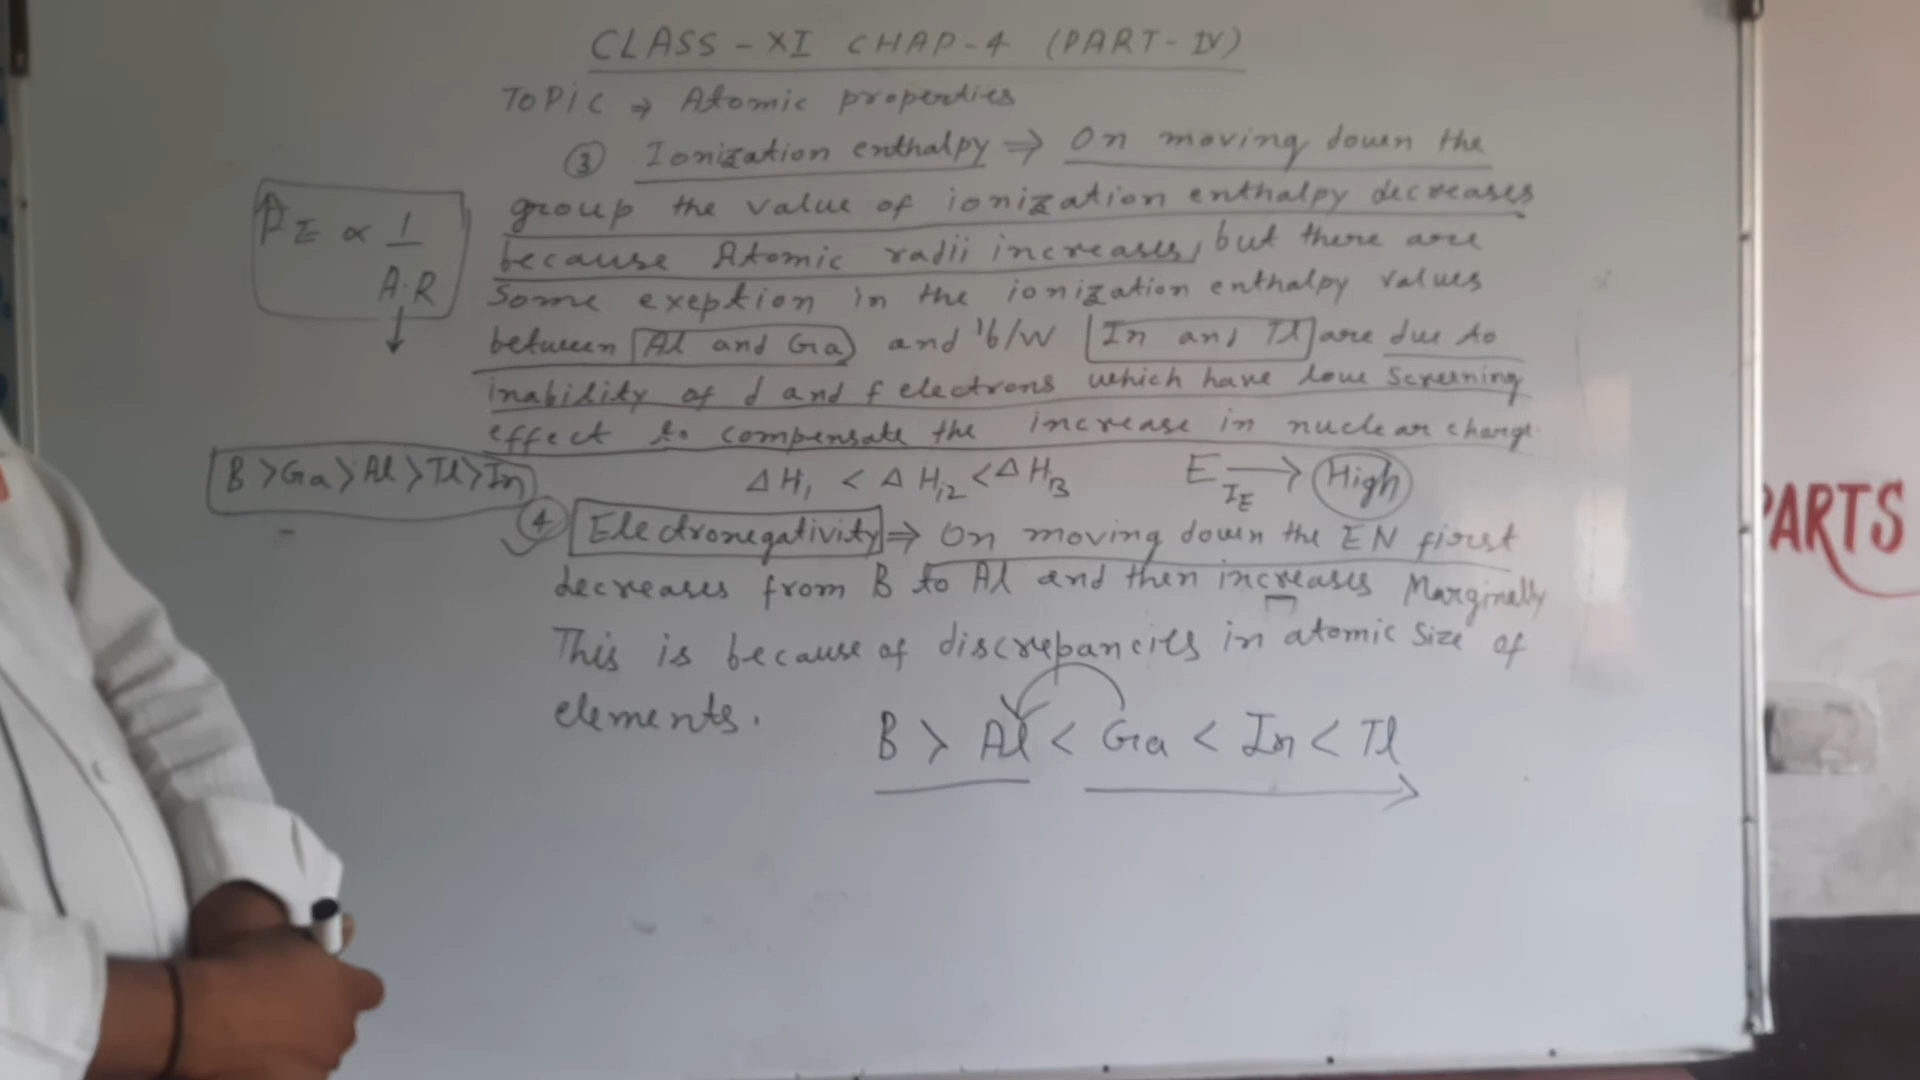 CLASS - XI CHAP-4 (PART-IV)
TOPIC ⇒ Atomic properties
③ Ionization enthalpy ⇒ On moving down the
group the value of ionization enthalpy decreases
because Atomic radii increases, but there are
Some exeption in the ionization enthalpy values
between Al and Ga and b/w In and Tl are due to
inability of d and f electrons which have low screening
effect to compensate the increase in nuclear charge.
↑ I ∝ 1
A.R ↓
B > Ga > Al > Tl > In
ΔH₁ < ΔHi2 < ΔHi3
E IE → High
④ Electronegativity ⇒ On moving down the EN first
decreases from B to Al and then increases Marginally
This is because of discrepancies in atomic size of
elements.
B > Al < Ga < In < Tl
PARTS